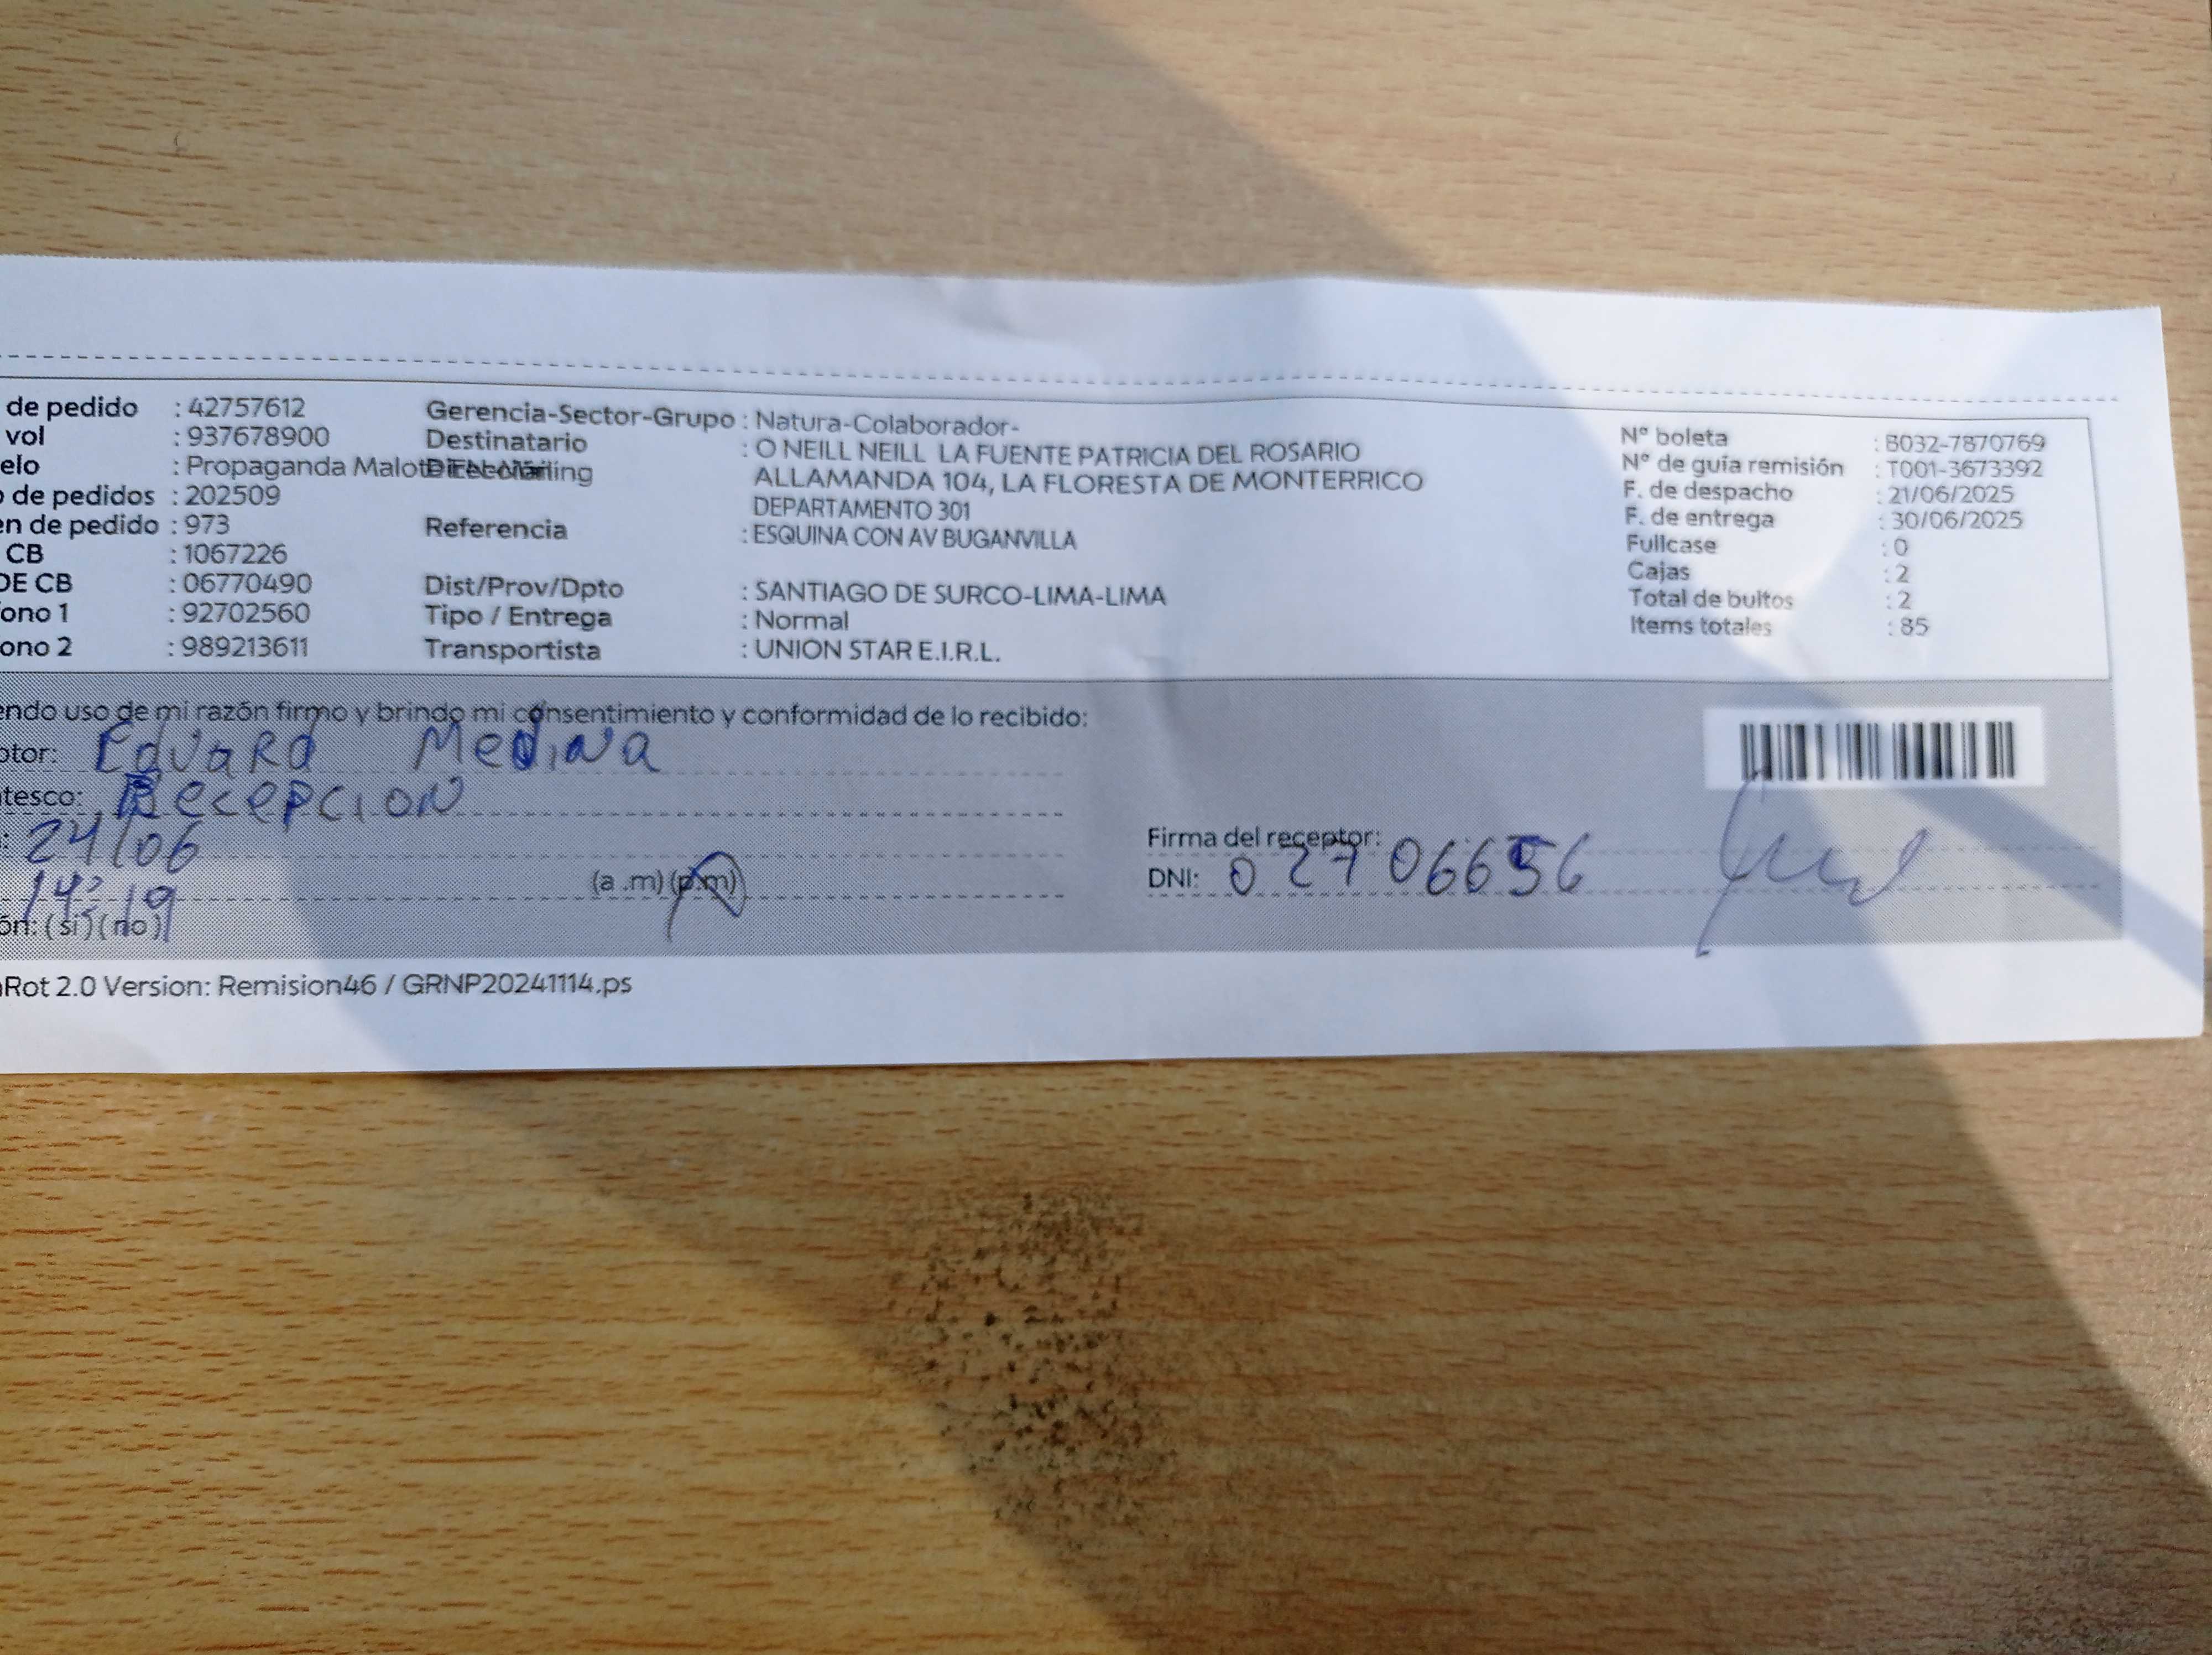 de pedido : 42757612
vol : 937678900
elo : Propaganda
de pedidos : 202509
en de pedido : 973
CB : 1067226
DE CB : 06770490
ono 1 : 92702560
ono 2 : 989213611
Gerencia-Sector-Grupo : Natura-Colaborador-
Destinatario : O NEILL NEILL LA FUENTE PATRICIA DEL ROSARIO
ALLAMANDA 104, LA FLORESTA DE MONTERRICO
DEPARTAMENTO 301
Referencia : ESQUINA CON AV BUGANVILLA
Dist/Prov/Dpto : SANTIAGO DE SURCO-LIMA-LIMA
Tipo / Entrega : Normal
Transportista : UNION STAR E.I.R.L.
N° boleta : B032-7870769
N° de guía remisión : T001-3673392
F. de despacho : 21/06/2025
F. de entrega : 30/06/2025
Fullcase : 0
Cajas : 2
Total de bultos : 2
Items totales : 85
endo uso de mi razón firmo y brindo mi consentimiento y conformidad de lo recibido:
ptor: Eduard Medina
tesco: Recepcion
: 24/06
14:19 (a .m) (p.m)
ón: (si) (no)
Firma del receptor:
DNI: 02706656
Rot 2.0 Version: Remision46 / GRNP20241114.ps